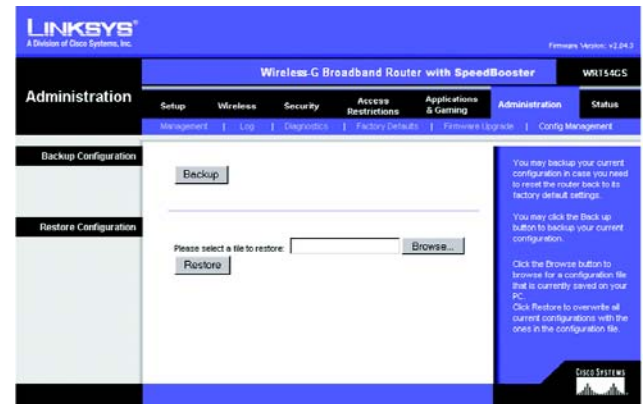 LINKSYS®
A Division of Cisco Systems, Inc.
Firmware Version: v2.04.3
Wireless-G Broadband Router with SpeedBooster
WRT54GS
Administration
Setup
Wireless
Security
Access Restrictions
Applications & Gaming
Administration
Status
Management | Log | Diagnostics | Factory Defaults | Firmware Upgrade | Config Management
Backup Configuration
Backup
Restore Configuration
Please select a file to restore:
Browse...
Restore
You may backup your current
configuration in case you need
to reset the router back to its
factory default settings.
You may click the Back up
button to backup your current
configuration.
Click the Browse button to
browse for a configuration file
that is currently saved on your
PC.
Click Restore to overwrite all
current configurations with the
ones in the configuration file.
CISCO SYSTEMS